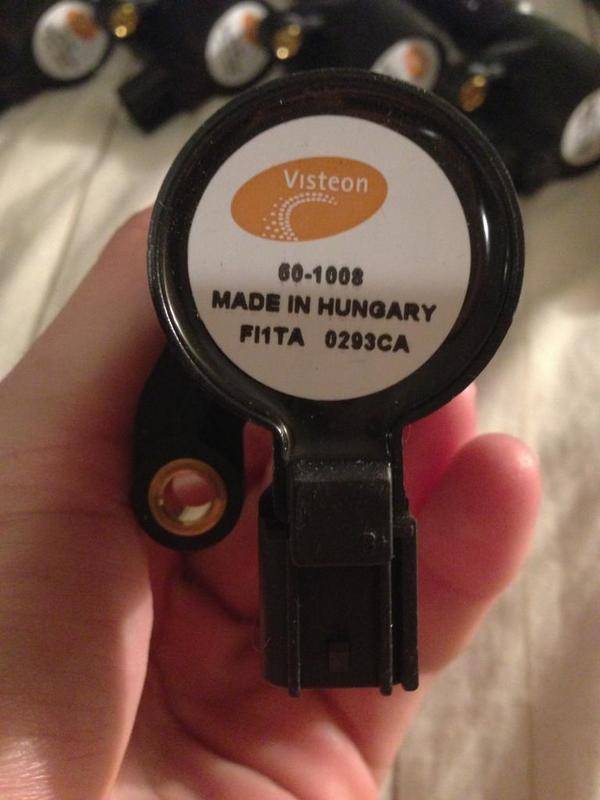 Visteon
60-1008
MADE IN HUNGARY
FI1TA 0293CA